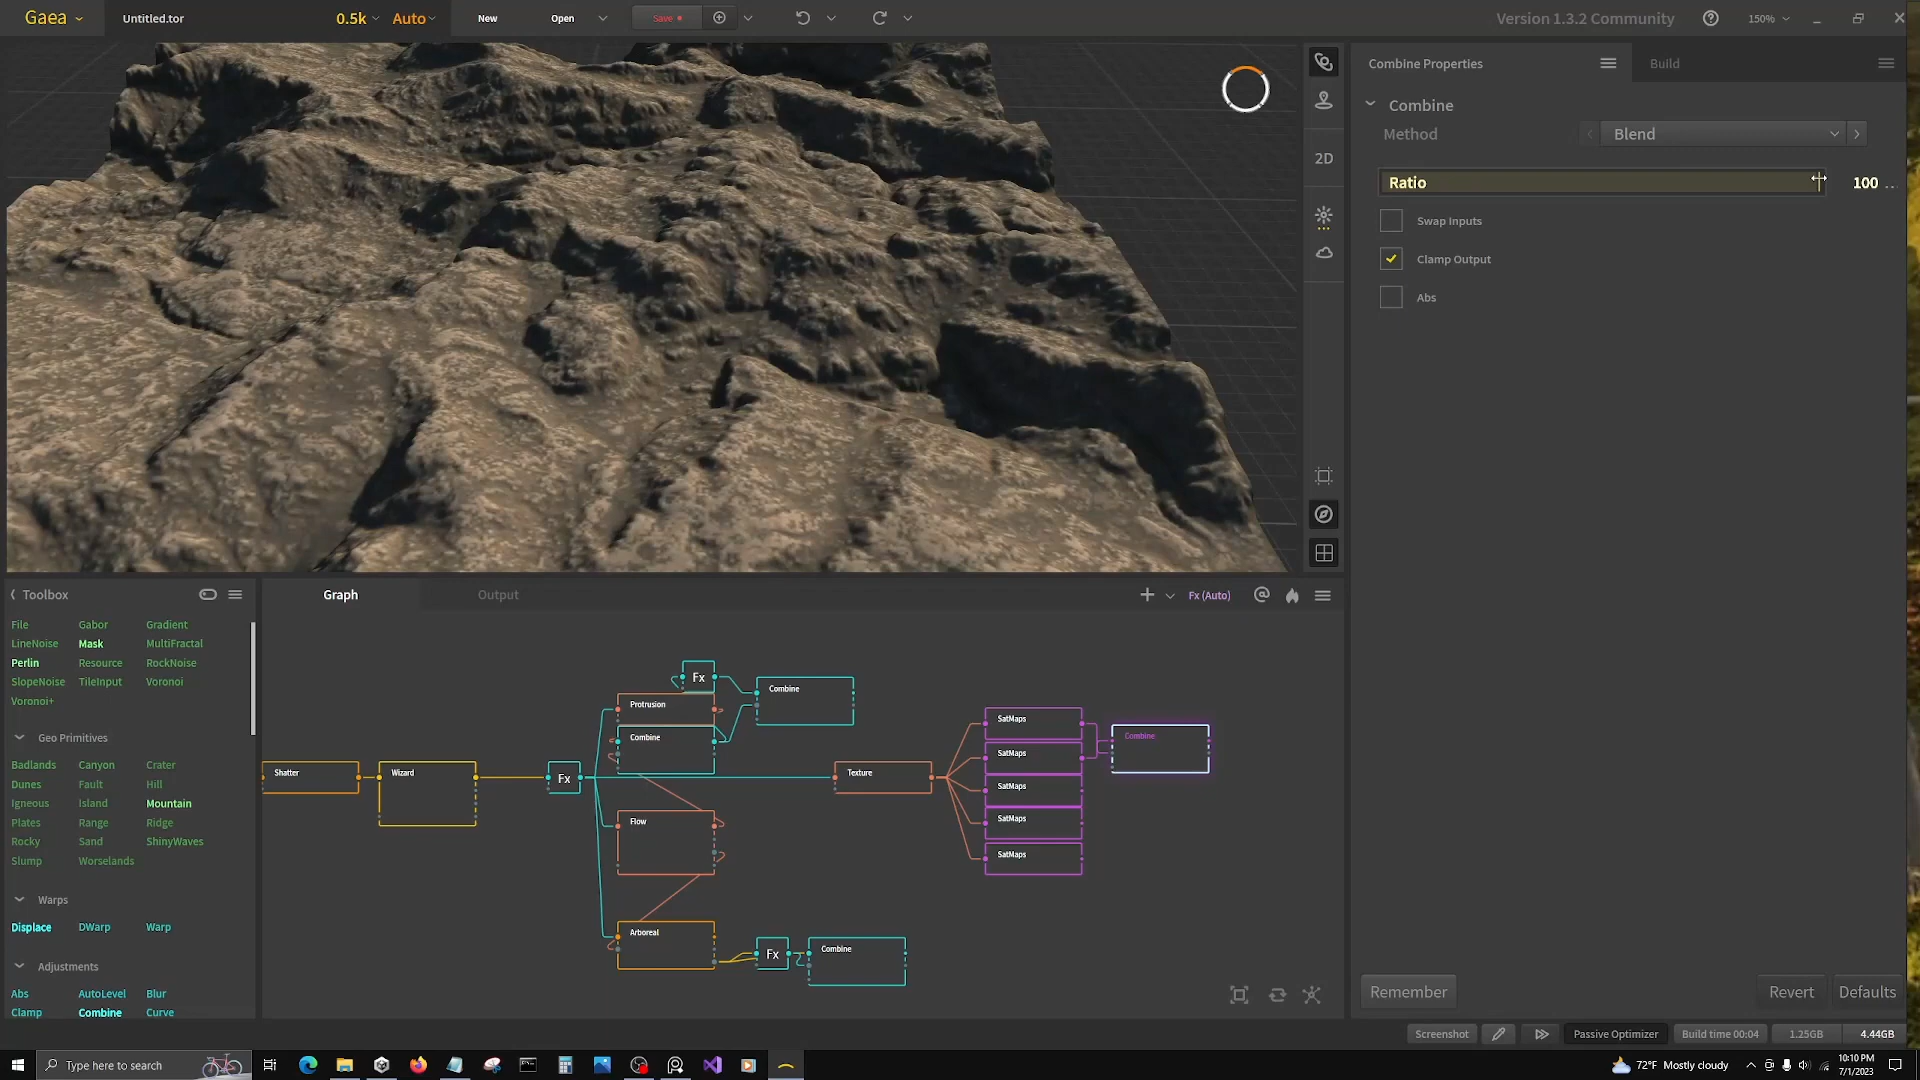 Gaea
Untitled.tor
0.5k
Auto
New
Open
Save
Version 1.3.2 Community
150%
Combine Properties
Build
Combine
Method
Blend
Ratio
100
Swap Inputs
Clamp Output
Abs
2D
Toolbox
Graph
Output
Fx (Auto)
File Gabor Gradient
LineNoise Mask MultiFractal
Perlin Resource RockNoise
SlopeNoise TileInput Voronoi
Voronoi+
Geo Primitives
Badlands Canyon Crater
Dunes Fault Hill
Igneous Island Mountain
Plates Range Ridge
Rocky Sand ShinyWaves
Slump Worselands
Warps
Displace DWarp Warp
Adjustments
Abs AutoLevel Blur
Clamp Combine Curve
Fx
Combine
Protrusion
Combine
Shatter
Wizard
Fx
Texture
SatMaps
SatMaps
SatMaps
SatMaps
SatMaps
Combine
Flow
Arboreal
Fx
Combine
Remember
Revert
Defaults
Screenshot
Passive Optimizer
Build time 00:04
1.25GB
4.44GB
Type here to search
72°F Mostly cloudy
10:10 PM
7/1/2023